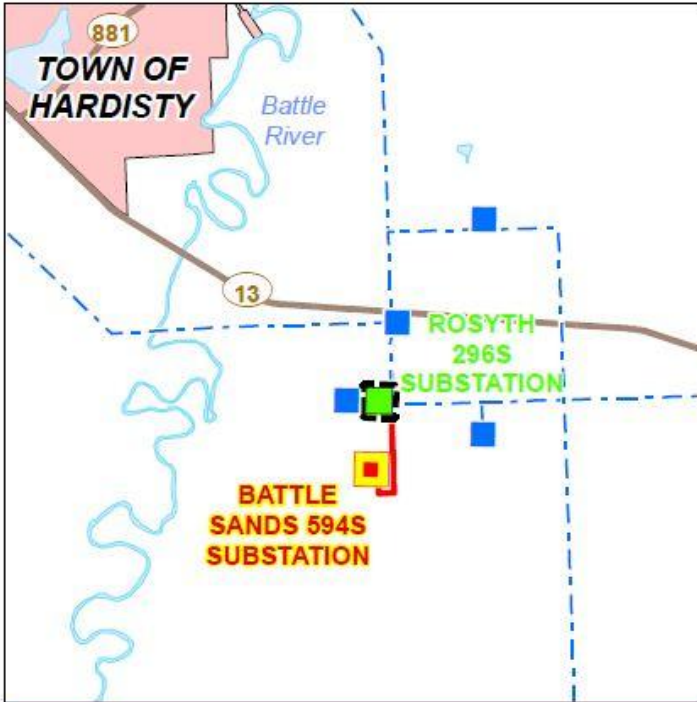 881
TOWN OF
HARDISTY
Battle
River
13
ROSYTH
296S
SUBSTATION
BATTLE
SANDS 594S
SUBSTATION